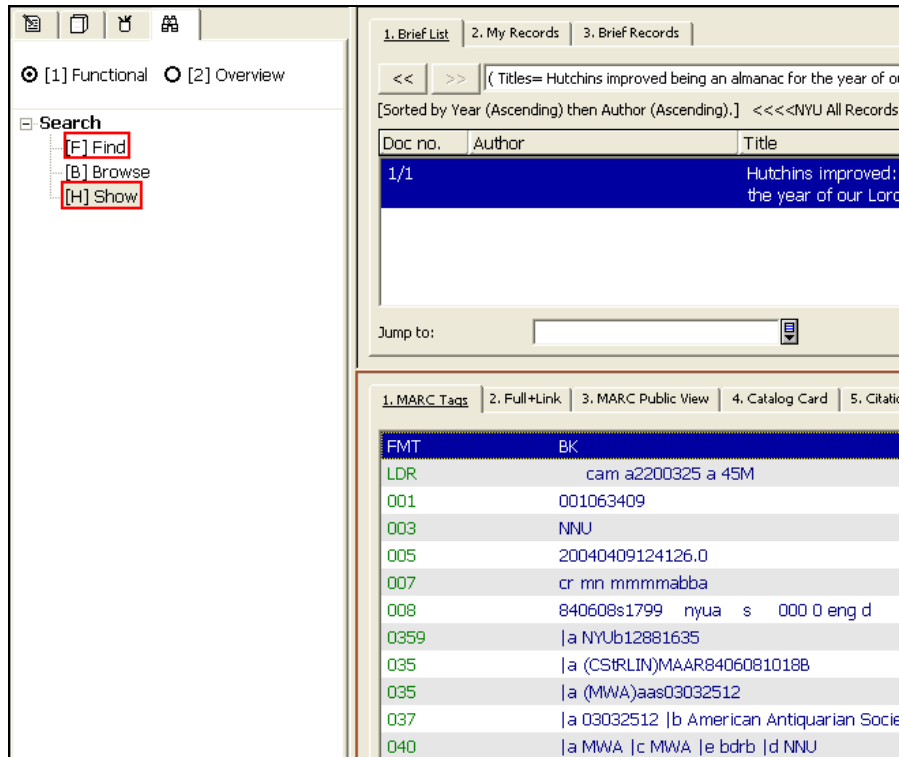 [1] Functional [2] Overview
Search
[F] Find
[B] Browse
[H] Show
1. Brief List 2. My Records 3. Brief Records
<< >> ( Titles= Hutchins improved being an almanac for the year of
[Sorted by Year (Ascending) then Author (Ascending).] <<<<NYU All Records
Doc no. Author Title
1/1 Hutchins improved:
the year of our Lord
Jump to:
1. MARC Tags 2. Full+Link 3. MARC Public View 4. Catalog Card 5. Citatio
FMT BK
LDR cam a2200325 a 45M
001 001063409
003 NNU
005 20040409124126.0
007 cr mn mmmmabba
008 840608s1799 nyua s 000 0 eng d
0359 |a NYUb12881635
035 |a (CStRLIN)MAAR8406081018B
035 |a (MWA)aas03032512
037 |a 03032512 |b American Antiquarian Socie
040 |a MWA |c MWA |e bdrb |d NNU